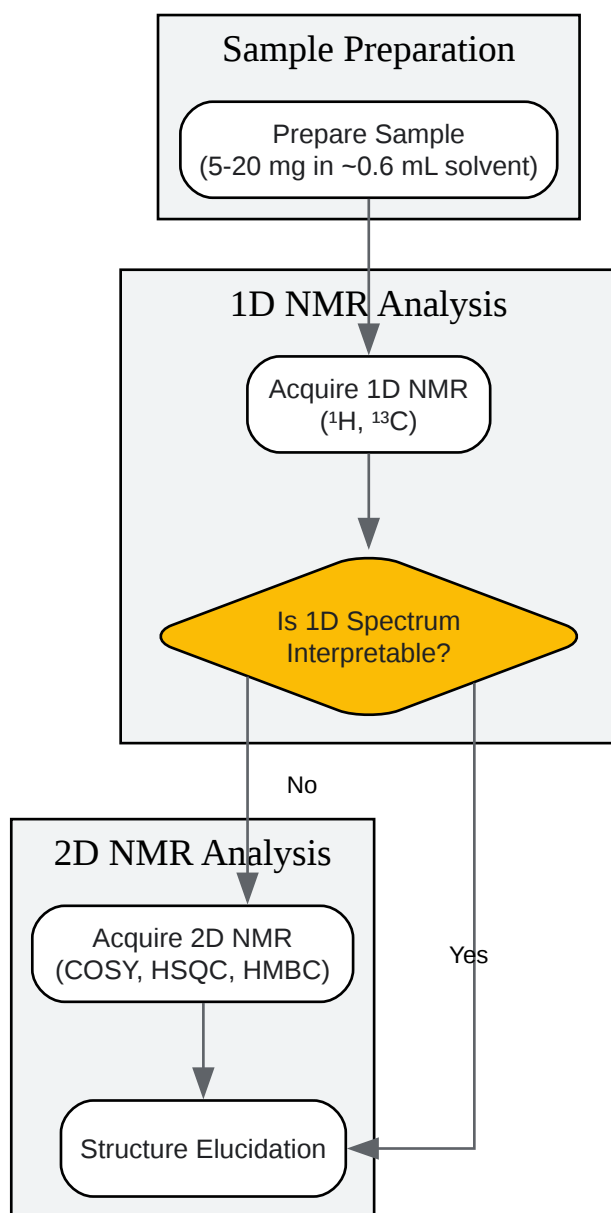 Sample Preparation
Prepare Sample
(5-20 mg in ~0.6 mL solvent)
1D NMR Analysis
Acquire 1D NMR
(¹H, ¹³C)
Is 1D Spectrum
Interpretable?
No
2D NMR Analysis
Acquire 2D NMR
(COSY, HSQC, HMBC)
Yes
Structure Elucidation